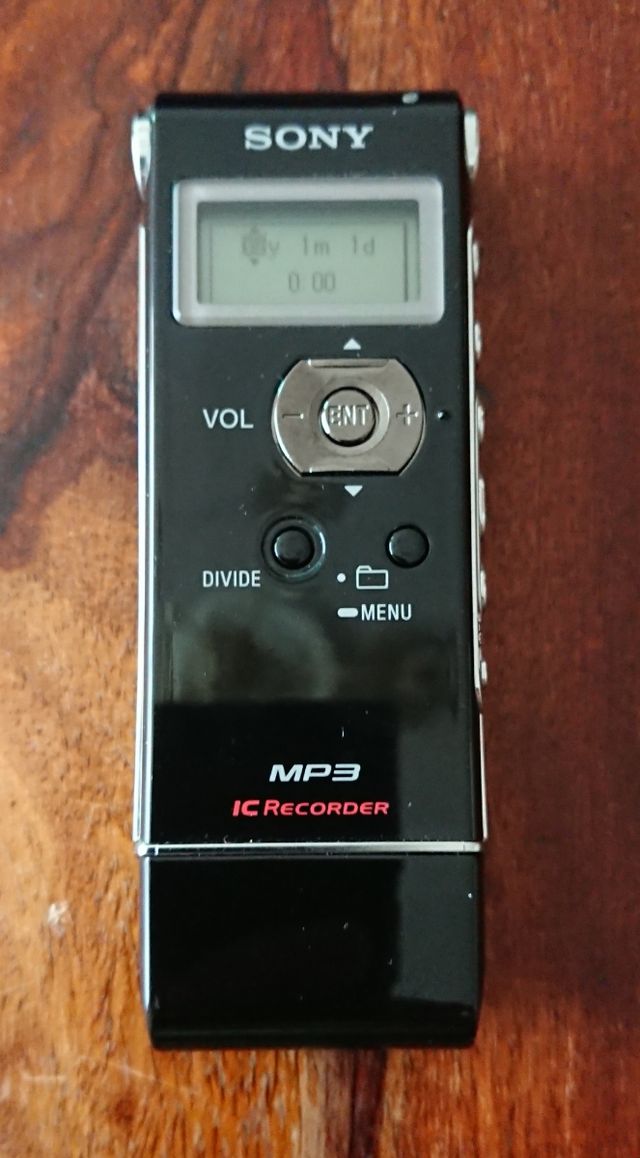 SONY
y 1m 1d
0:00
VOL
− ENT +
DIVIDE
MENU
MP3
IC RECORDER